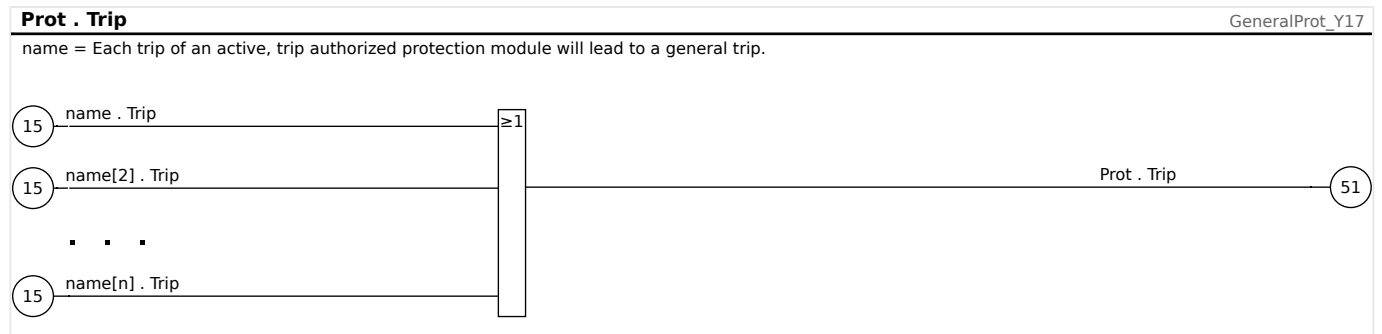 Prot . Trip
GeneralProt_Y17
name = Each trip of an active, trip authorized protection module will lead to a general trip.
name . Trip
15
≥1
name[2] . Trip
15
Prot . Trip
51
. . .
name[n] . Trip
15